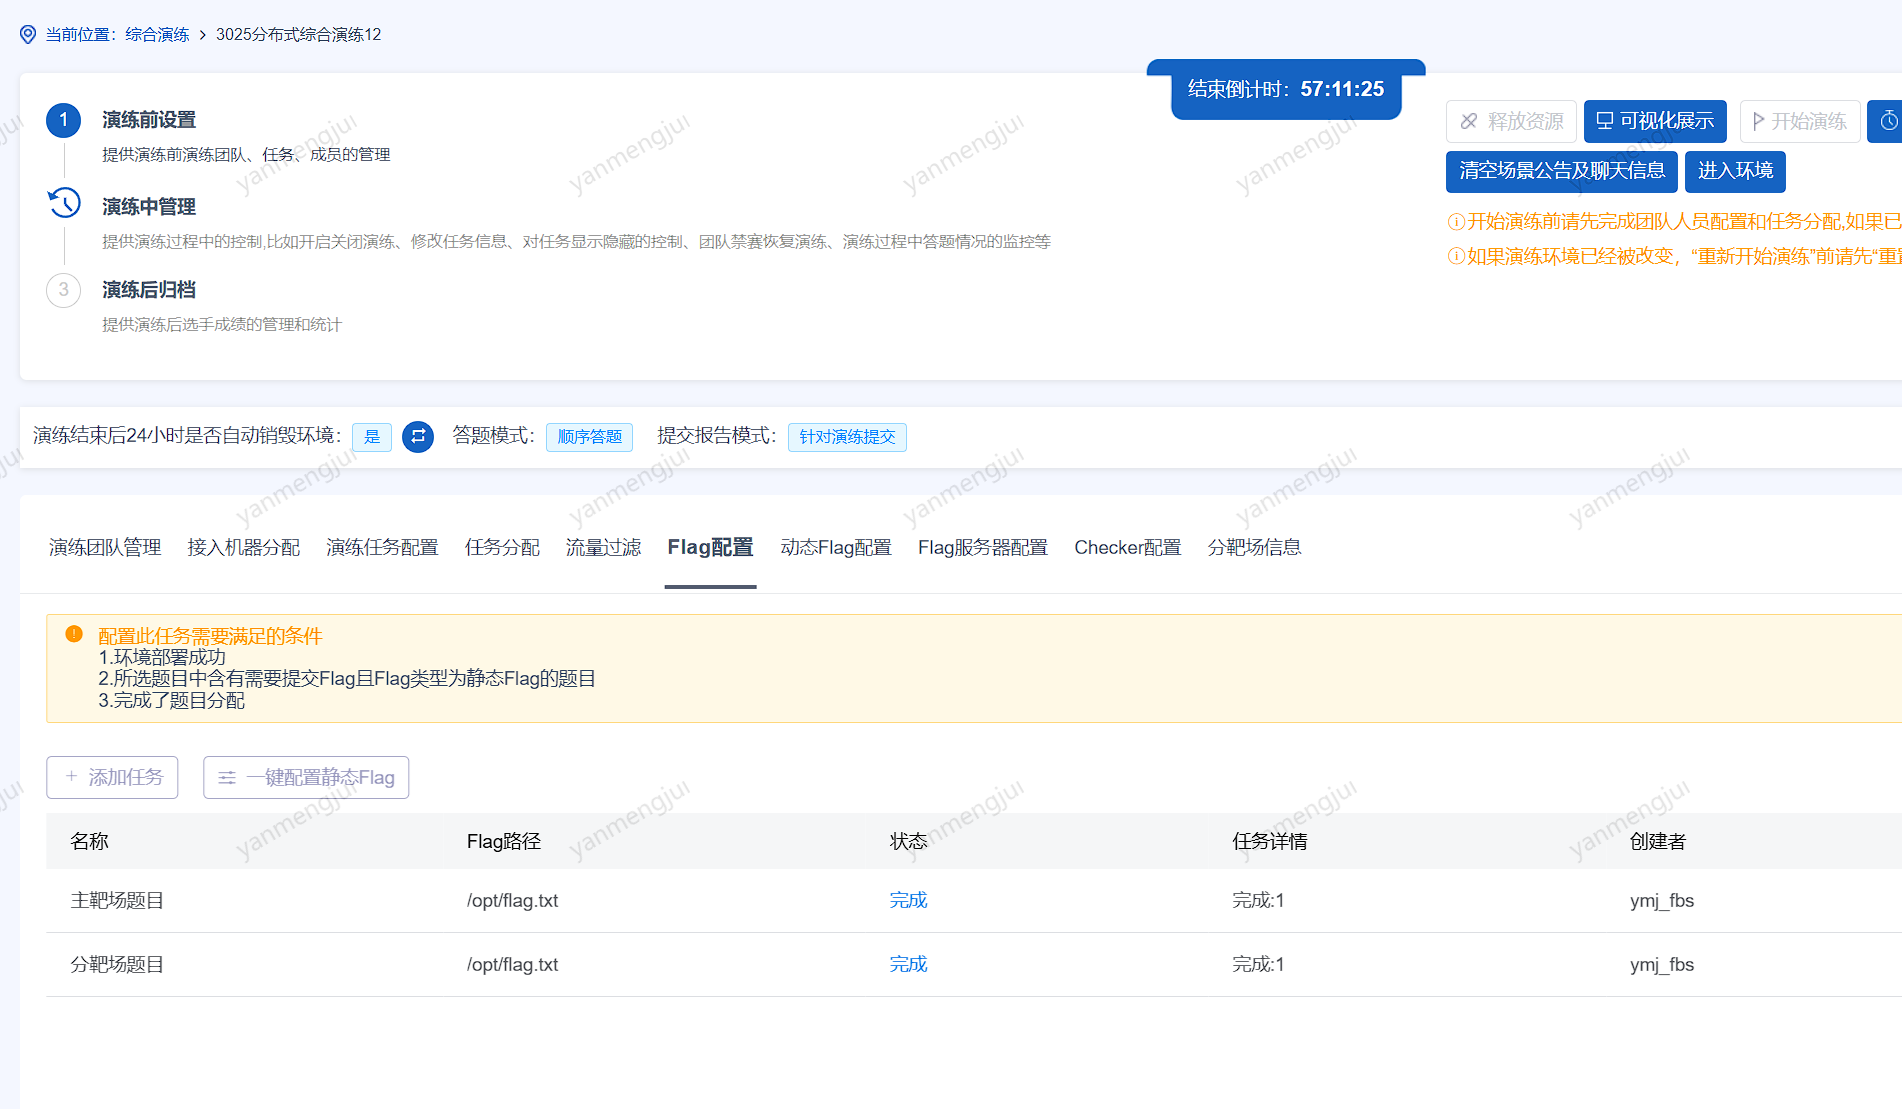 当前位置：综合演练 > 3025分布式综合演练12
结束倒计时：57:11:25
1 演练前设置
提供演练前演练团队、任务、成员的管理
演练中管理
提供演练过程中的控制,比如开启关闭演练、修改任务信息、对任务显示隐藏的控制、团队禁赛恢复演练、演练过程中答题情况的监控等
3 演练后归档
提供演练后选手成绩的管理和统计
释放资源 可视化展示 开始演练
清空场景公告及聊天信息 进入环境
开始演练前请先完成团队人员配置和任务分配,如果已
如果演练环境已经被改变，“重新开始演练”前请先“重置
演练结束后24小时是否自动销毁环境： 是 答题模式： 顺序答题 提交报告模式： 针对演练提交
演练团队管理 接入机器分配 演练任务配置 任务分配 流量过滤 Flag配置 动态Flag配置 Flag服务器配置 Checker配置 分靶场信息
配置此任务需要满足的条件
1.环境部署成功
2.所选题目中含有需要提交Flag且Flag类型为静态Flag的题目
3.完成了题目分配
+ 添加任务 一键配置静态Flag
名称 Flag路径 状态 任务详情 创建者
主靶场题目 /opt/flag.txt 完成 完成:1 ymj_fbs
分靶场题目 /opt/flag.txt 完成 完成:1 ymj_fbs
yanmengjui